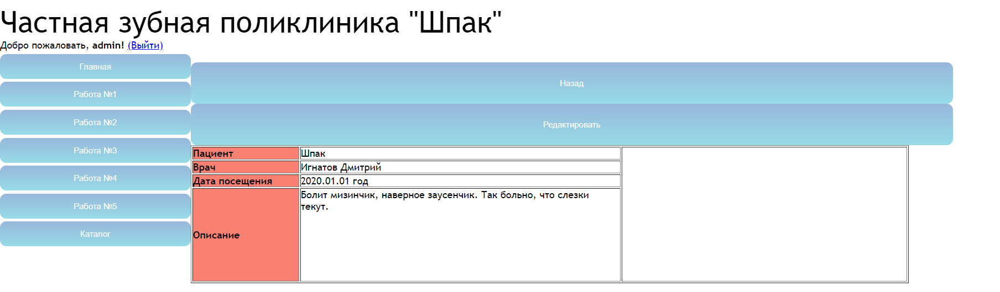 Частная зубная поликлиника "Шпак"
Добро пожаловать, admin! (Выйти)
Главная
Работа №1
Работа №2
Работа №3
Работа №4
Работа №5
Каталог
Назад
Редактировать
Пациент Шпак
Врач Игнатов Дмитрий
Дата посещения 2020.01.01 год
Описание Болит мизинчик, наверное заусенчик. Так больно, что слезки
текут.